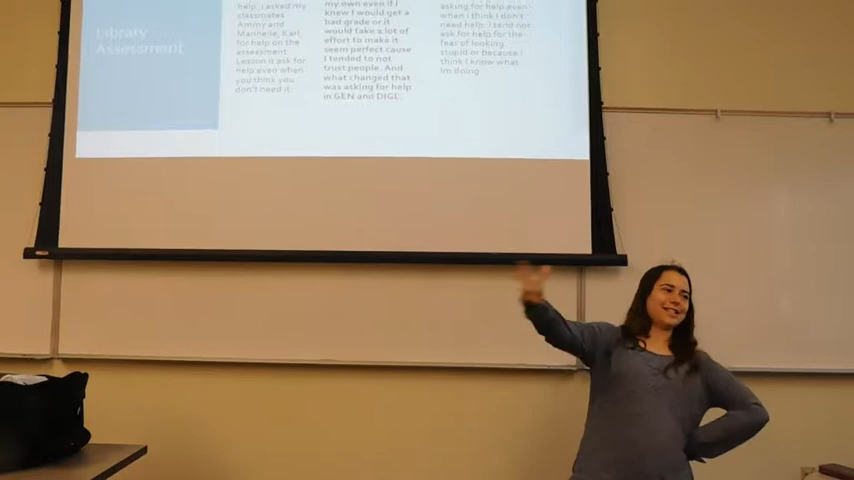 Library
Assessment
help. I asked my
classmates
Ammy and
Marinelle, Karl,
for help on the
assessment.
Lesson is ask for
help even when
you think you
don't need it.
my own even if I
knew I would get a
bad grade or it
would take a lot of
effort to make it
seem perfect cause
I tended to not
trust people. And
what changed that
was asking for help
in GEN and DIGL.
asking for help even
when I think I don't
need help. I tend not
ask for help for the
fear of looking
stupid or because I
think I know what
Im doing